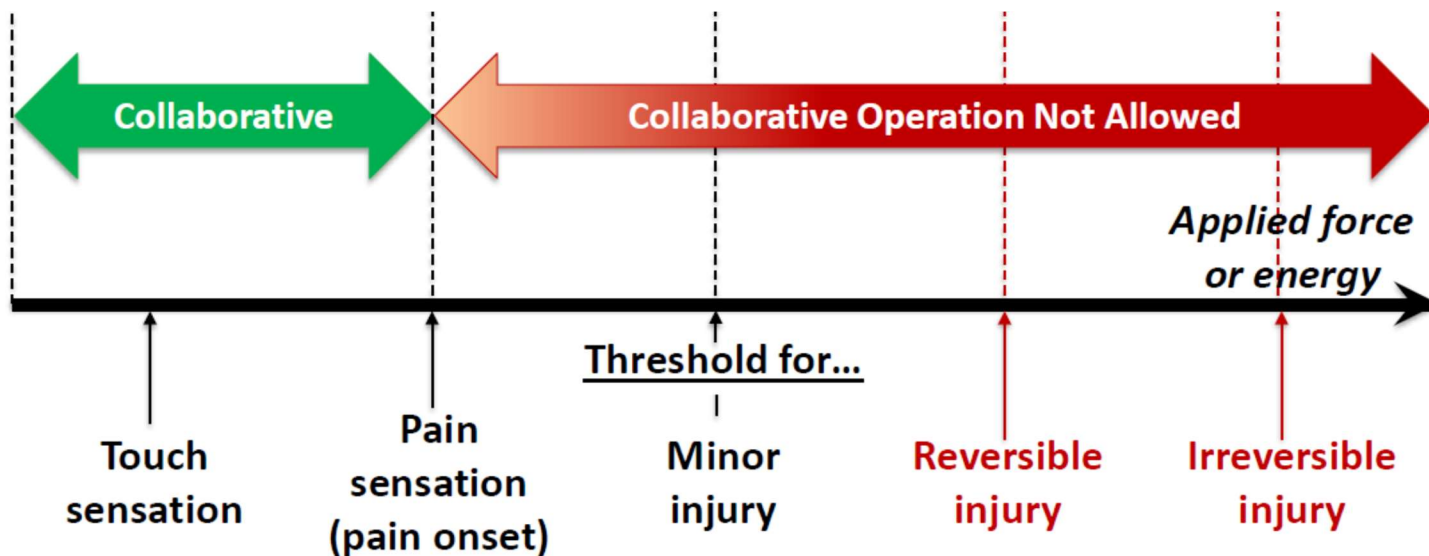 Collaborative
Collaborative Operation Not Allowed
Applied force
or energy
Threshold for...
Touch
sensation
Pain
sensation
(pain onset)
Minor
injury
Reversible
injury
Irreversible
injury